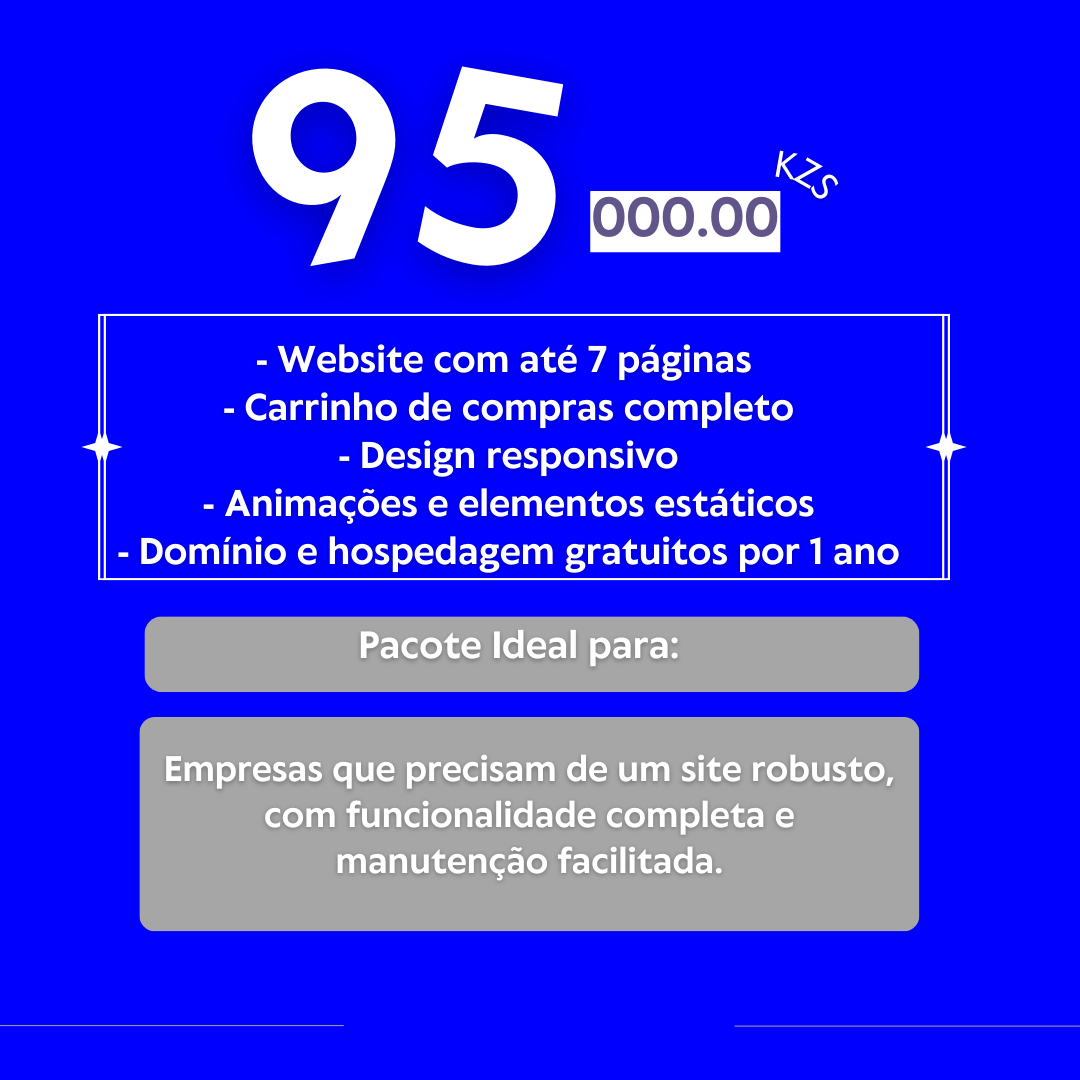 95
000.00
KZS
- Website com até 7 páginas
- Carrinho de compras completo
- Design responsivo
- Animações e elementos estáticos
- Domínio e hospedagem gratuitos por 1 ano
Pacote Ideal para:
Empresas que precisam de um site robusto,
com funcionalidade completa e
manutenção facilitada.